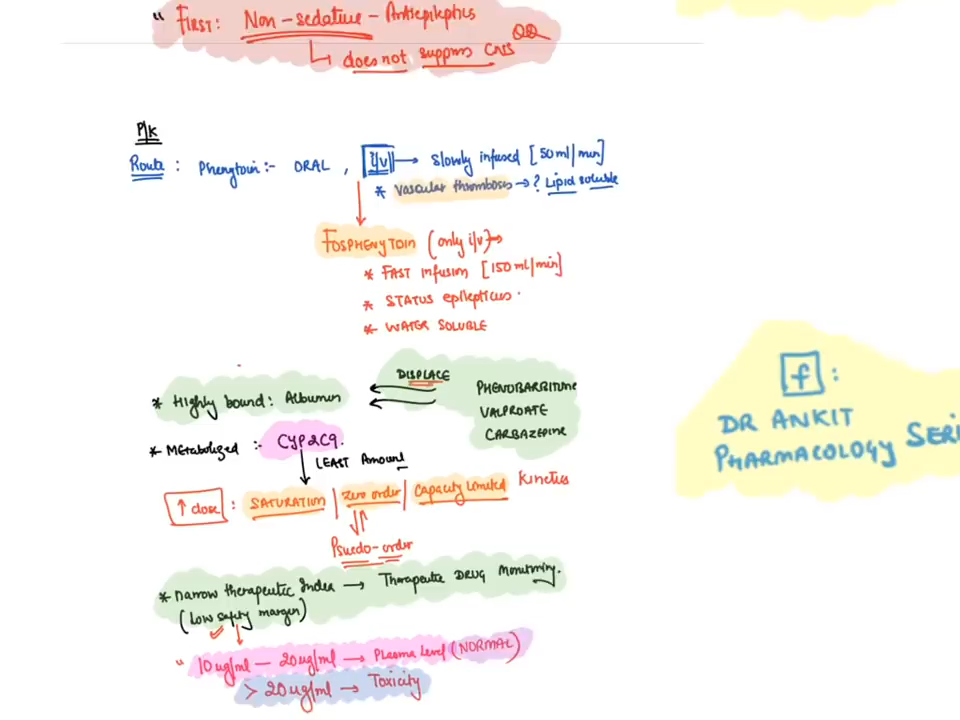 " FIRST: Non-sedative - Antiepileptics
does not suppress CNS
P/K
Route : Phenytoin :- ORAL, i/v → Slowly infused [50 ml/min]
* Vascular thromboses → ? Lipid soluble
FOSPHENYTOIN (only i/v) →
* FAST infusion [150 ml/min]
* STATUS epilepticus
* WATER SOLUBLE
DISPLACE
* Highly bound : Albumin
PHENOBARBITONE
VALPROATE
CARBAZEPINE
* Metabolized :- CYP2C9.
LEAST Amount
↑ dose : SATURATION | Zero order | Capacity Limited Kinetics
Psuedo-order
* narrow therapeutic Index → Therapeutic DRUG Monitoring.
(Low safety margin)
" 10 ug/ml - 20 ug/ml → Plasma level (NORMAL)
> 20 ug/ml → Toxicity
f :
DR ANKIT
PHARMACOLOGY SERI